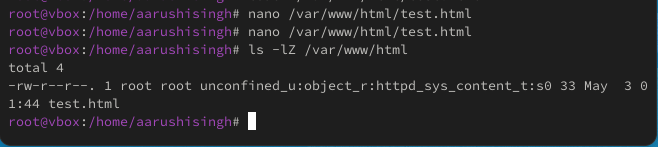 root@vbox:/home/aarushisingh# nano /var/www/html/test.html
root@vbox:/home/aarushisingh# nano /var/www/html/test.html
root@vbox:/home/aarushisingh# ls -lZ /var/www/html
total 4
-rw-r--r--. 1 root root unconfined_u:object_r:httpd_sys_content_t:s0 33 May  3 0
1:44 test.html
root@vbox:/home/aarushisingh#